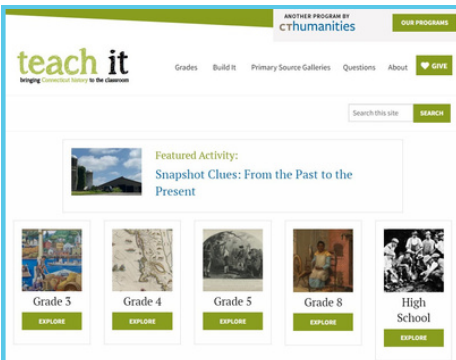 ANOTHER PROGRAM BY
CThumanities
OUR PROGRAMS
teach it
bringing Connecticut history to the classroom
Grades Build It Primary Source Galleries Questions About GIVE
Search this site SEARCH
Featured Activity:
Snapshot Clues: From the Past to the
Present
Grade 3 Grade 4 Grade 5 Grade 8 High
School
EXPLORE EXPLORE EXPLORE EXPLORE EXPLORE